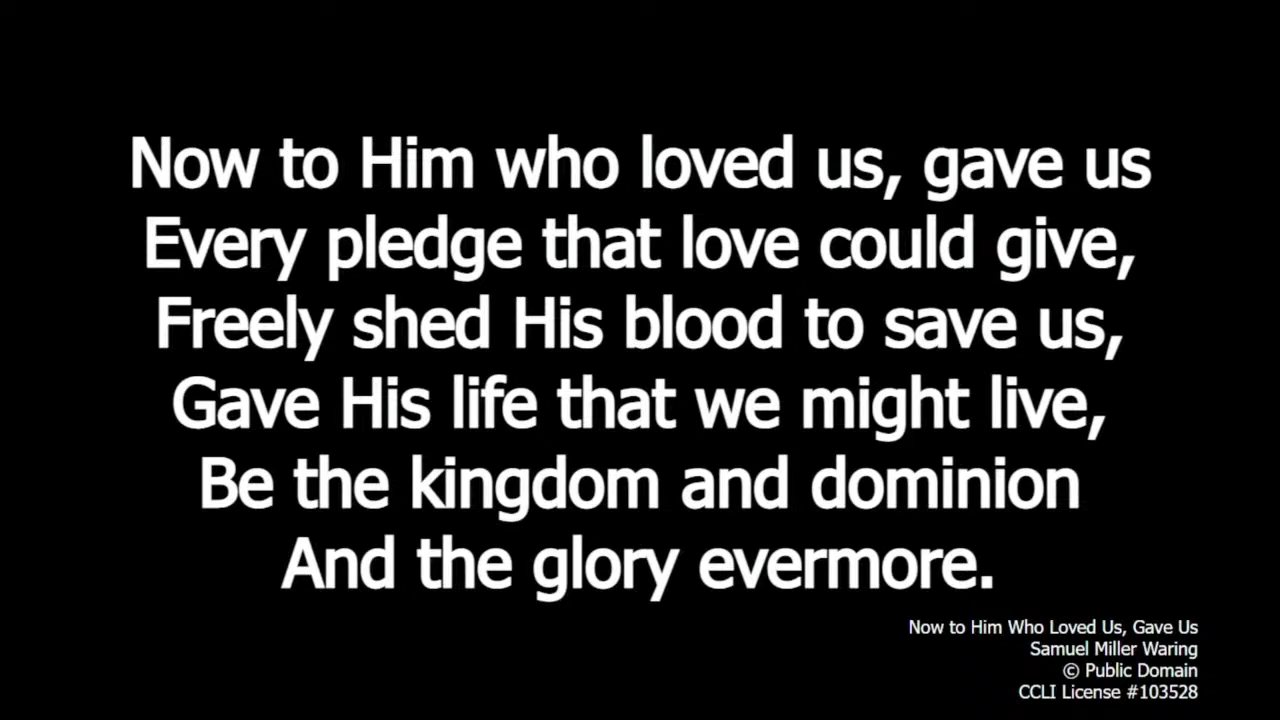 Now to Him who loved us, gave us
Every pledge that love could give,
Freely shed His blood to save us,
Gave His life that we might live,
Be the kingdom and dominion
And the glory evermore.
Now to Him Who Loved Us, Gave Us
Samuel Miller Waring
© Public Domain
CCLI License #103528